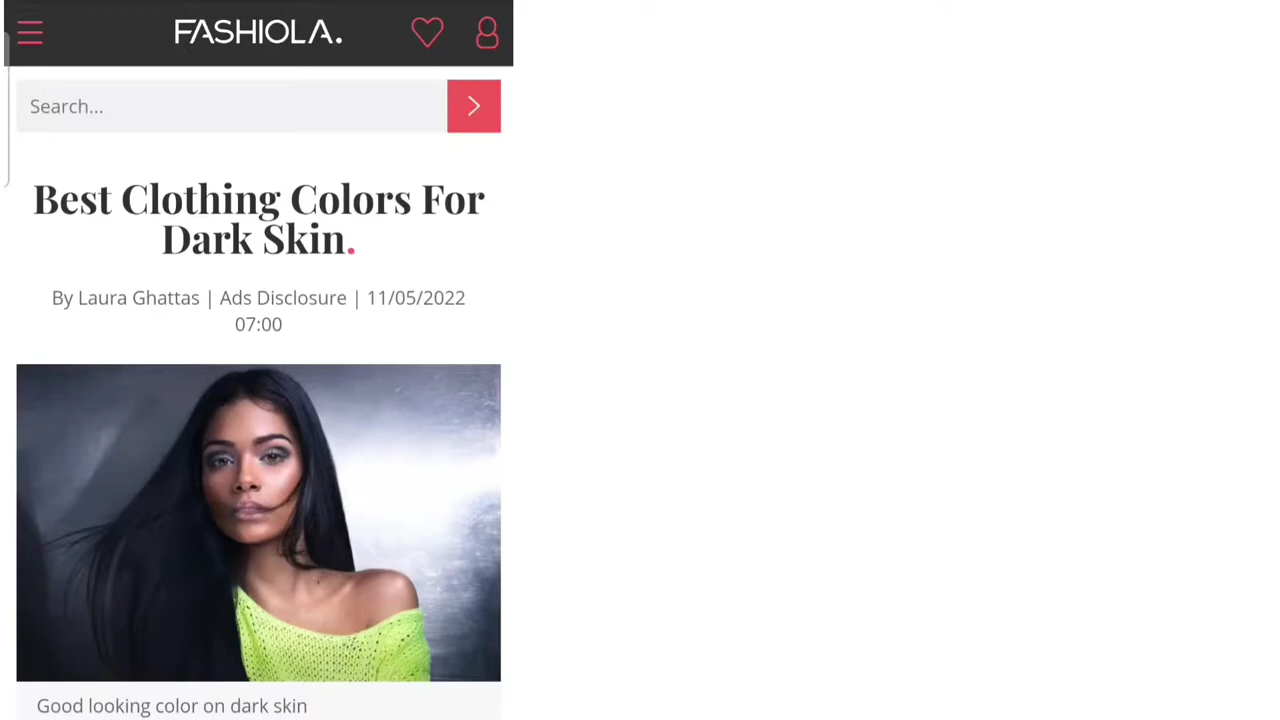 FASHIOLA.
Search...
Best Clothing Colors For
Dark Skin.
By Laura Ghattas | Ads Disclosure | 11/05/2022
07:00
Good looking color on dark skin